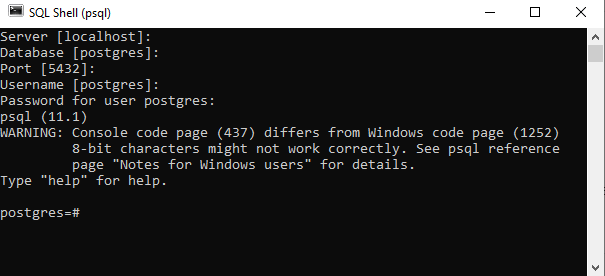 SQL Shell (psql)
Server [localhost]:
Database [postgres]:
Port [5432]:
Username [postgres]:
Password for user postgres:
psql (11.1)
WARNING: Console code page (437) differs from Windows code page (1252)
         8-bit characters might not work correctly. See psql reference
         page "Notes for Windows users" for details.
Type "help" for help.

postgres=#